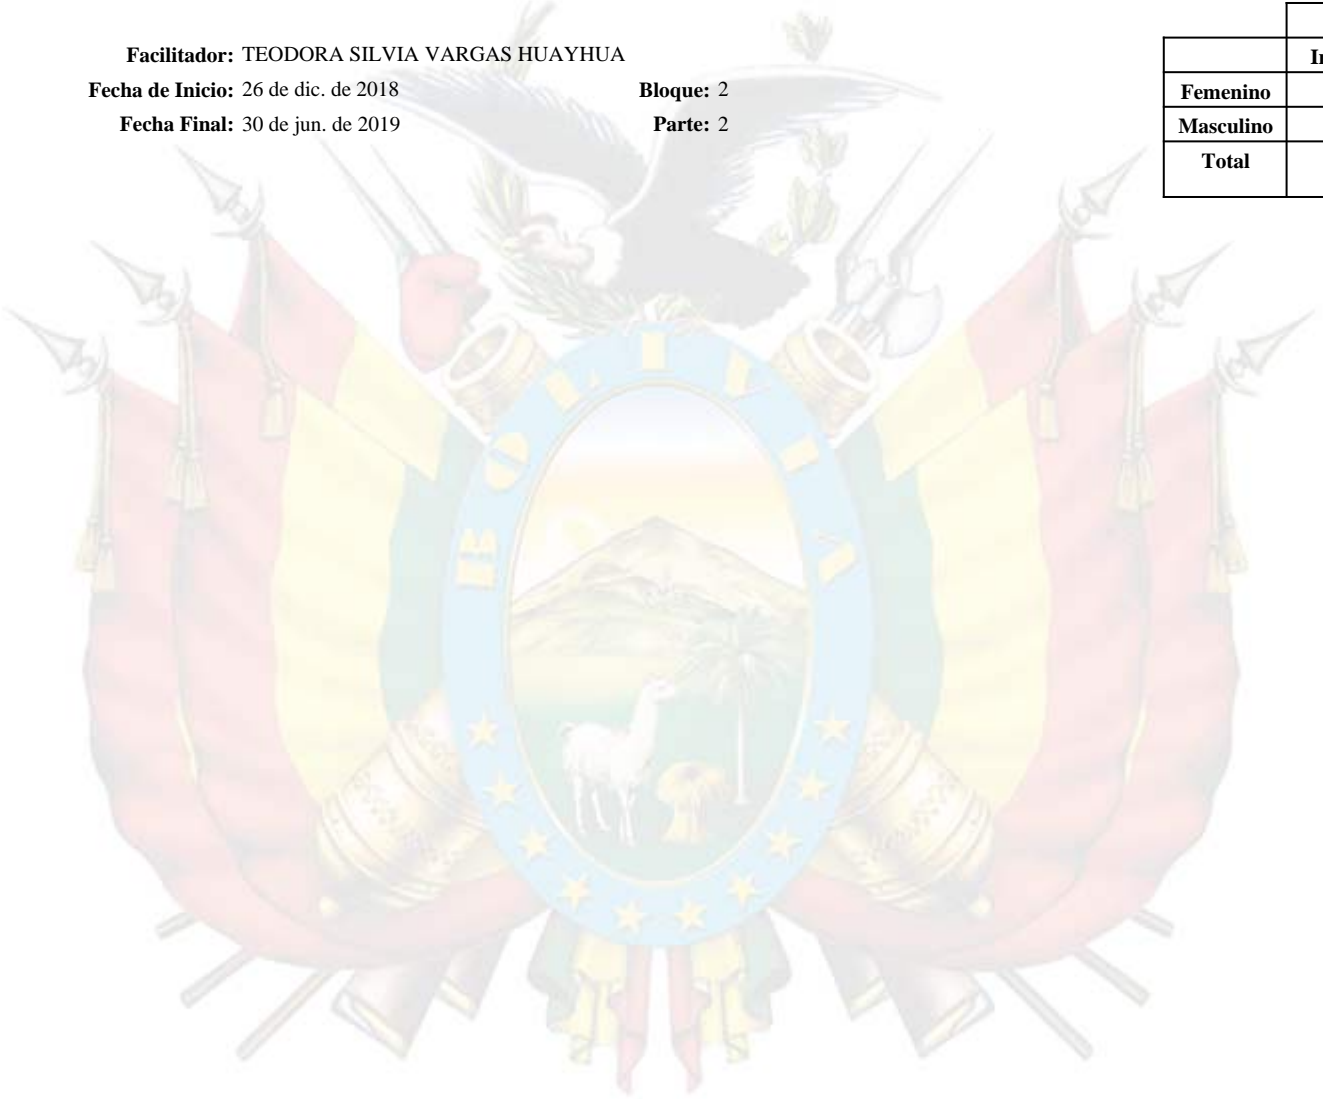 Facilitador: TEODORA SILVIA VARGAS HUAYHUA
Fecha de Inicio: 26 de dic. de 2018 Bloque: 2
Fecha Final: 30 de jun. de 2019 Parte: 2
Femenino
Masculino
Total
BOLIVIA